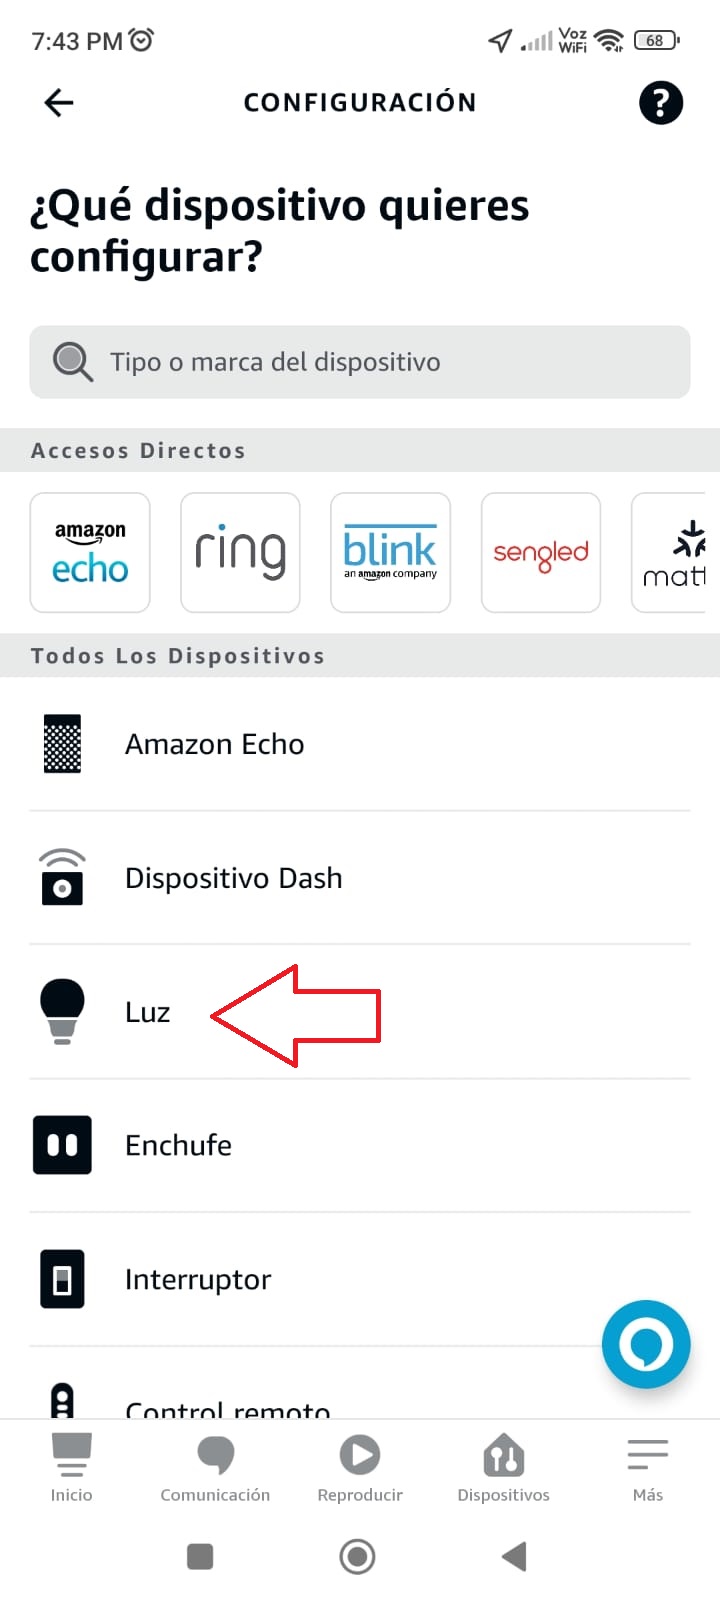 7:43 PM
Voz
WiFi
68
CONFIGURACIÓN
?
¿Qué dispositivo quieres
configurar?
Tipo o marca del dispositivo
Accesos Directos
amazon
echo
ring
blink
an amazon company
sengled
matt
Todos Los Dispositivos
Amazon Echo
Dispositivo Dash
Luz
Enchufe
Interruptor
Control remoto
Inicio
Comunicación
Reproducir
Dispositivos
Más